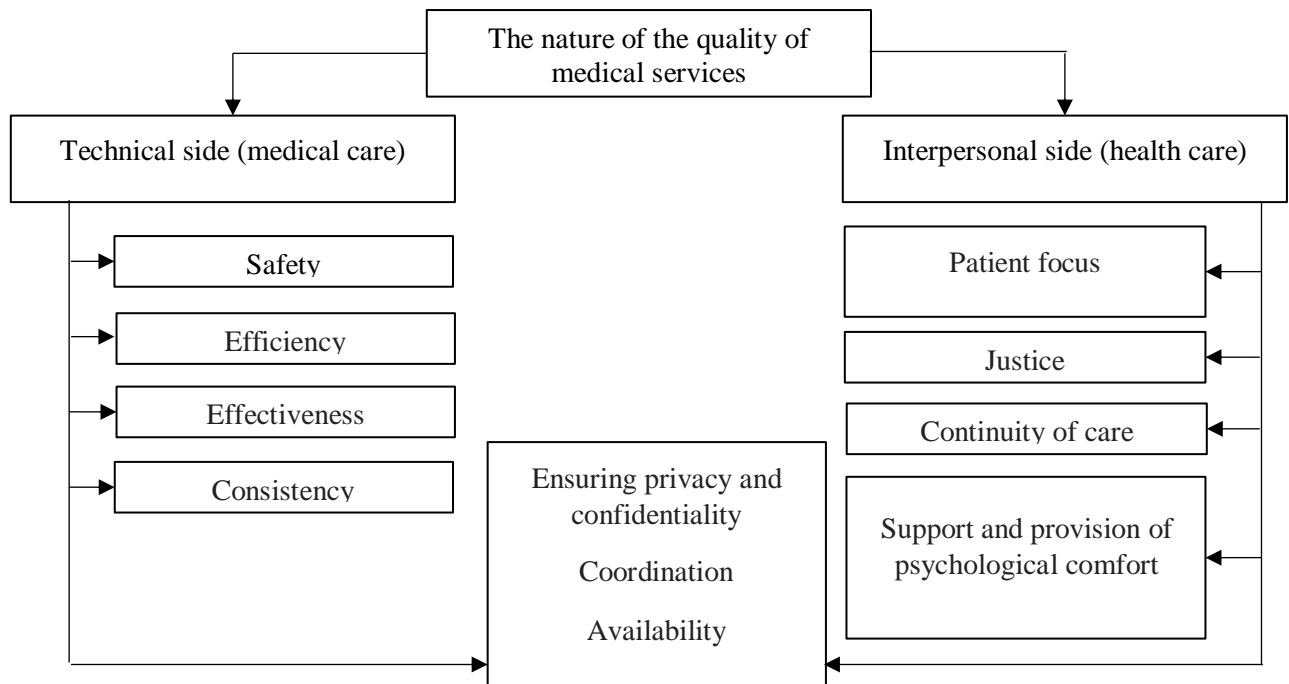 The nature of the quality of
medical services
Technical side (medical care)
Interpersonal side (health care)
Safety
Efficiency
Effectiveness
Consistency
Patient focus
Justice
Continuity of care
Support and provision of
psychological comfort
Ensuring privacy and
confidentiality
Coordination
Availability